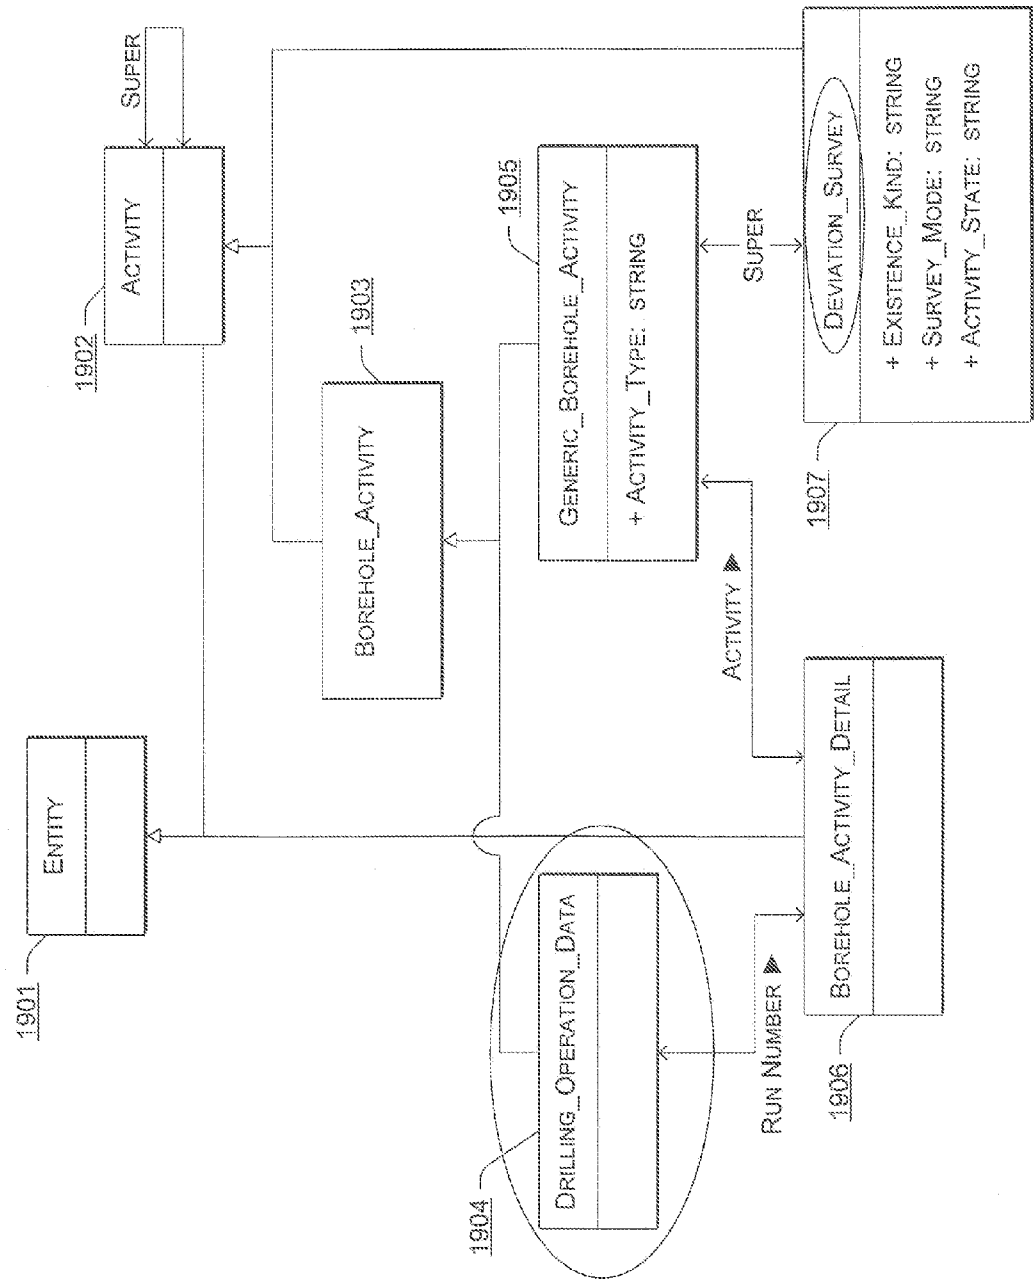 1901
ENTITY
1902
ACTIVITY
SUPER
BOREHOLE_ACTIVITY
1903
1904
DRILLING_OPERATION_DATA
GENERIC_BOREHOLE_ACTIVITY
+ ACTIVITY_TYPE: STRING
1905
RUN NUMBER ▶
ACTIVITY ▶
SUPER
1906
BOREHOLE_ACTIVITY_DETAIL
1907
DEVIATION_SURVEY
+ EXISTENCE_KIND: STRING
+ SURVEY_MODE: STRING
+ ACTIVITY_STATE: STRING